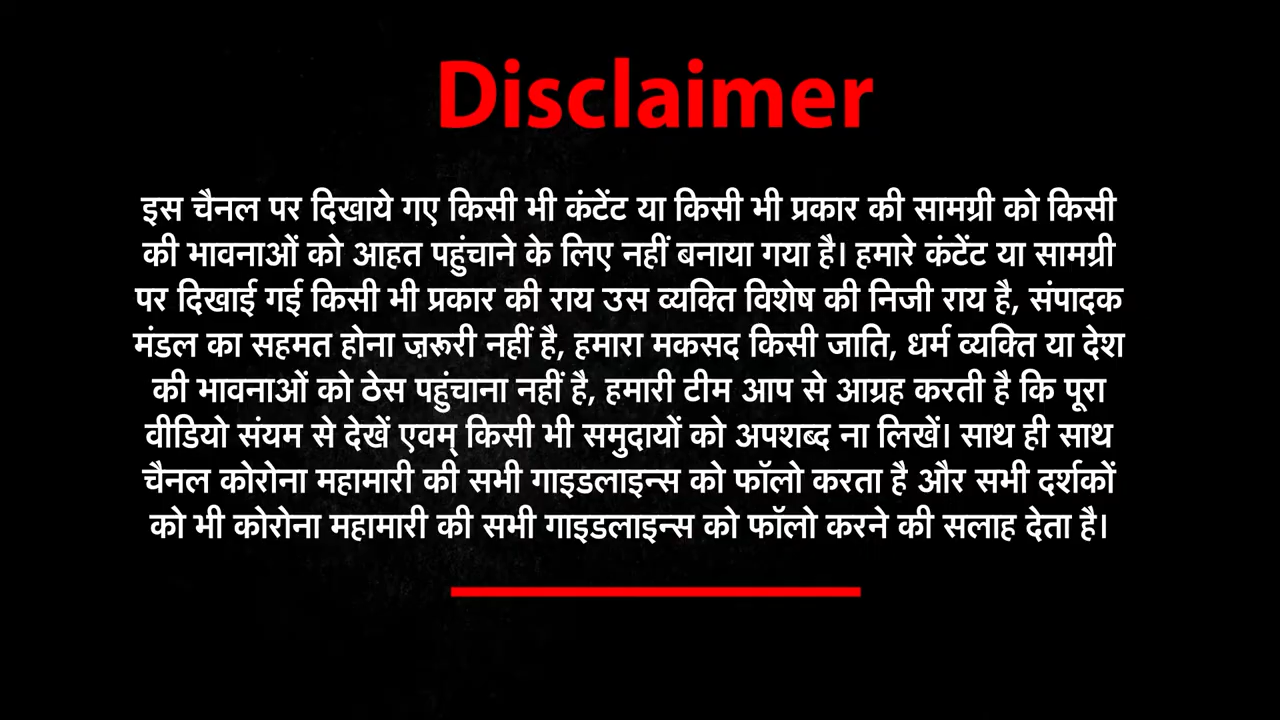 Disclaimer
इस चैनल पर दिखाये गए किसी भी कंटेंट या किसी भी प्रकार की सामग्री को किसी
की भावनाओं को आहत पहुंचाने के लिए नहीं बनाया गया है। हमारे कंटेंट या सामग्री
पर दिखाई गई किसी भी प्रकार की राय उस व्यक्ति विशेष की निजी राय है, संपादक
मंडल का सहमत होना ज़रूरी नहीं है, हमारा मकसद किसी जाति, धर्म व्यक्ति या देश
की भावनाओं को ठेस पहुंचाना नहीं है, हमारी टीम आप से आग्रह करती है कि पूरा
वीडियो संयम से देखें एवम् किसी भी समुदायों को अपशब्द ना लिखें। साथ ही साथ
चैनल कोरोना महामारी की सभी गाइडलाइन्स को फॉलो करता है और सभी दर्शकों
को भी कोरोना महामारी की सभी गाइडलाइन्स को फॉलो करने की सलाह देता है।